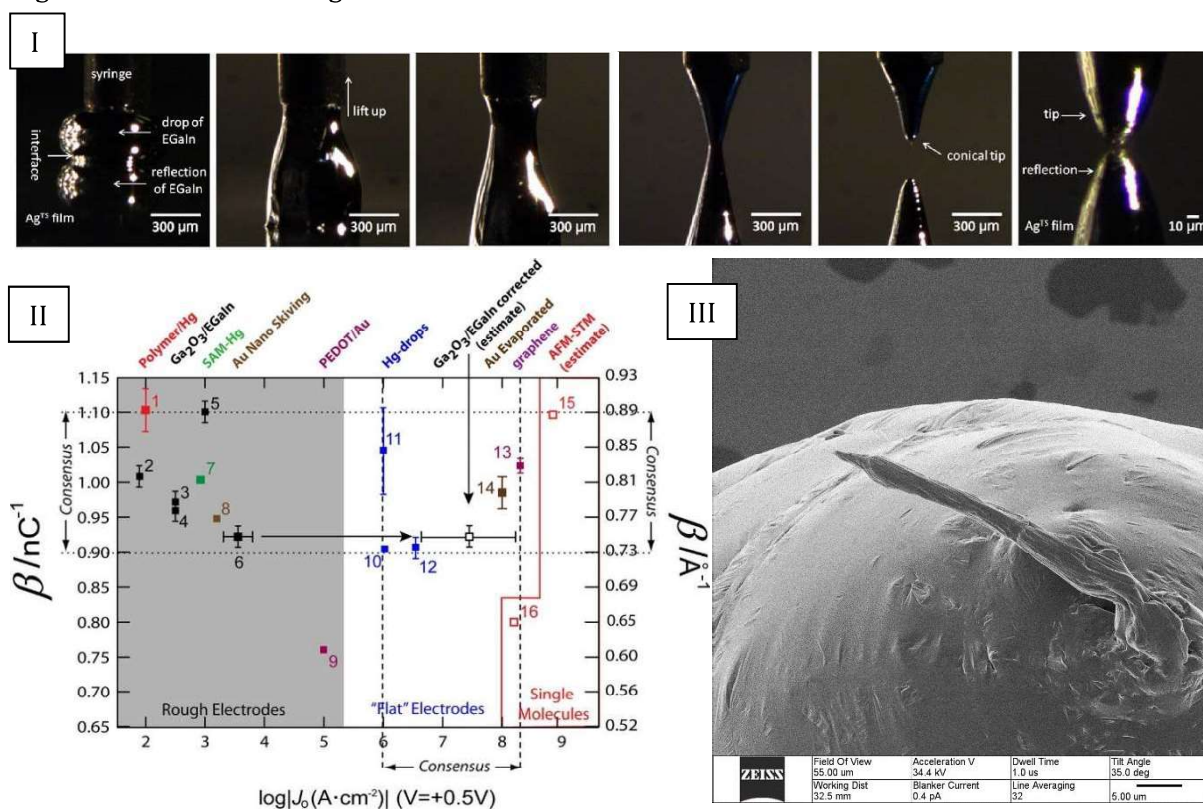 I
syringe
drop of
EGaIn
interface
reflection
of EGaIn
Ag^TS film
300 µm
lift up
300 µm
300 µm
300 µm
conical tip
300 µm
tip
reflection
Ag^TS film
10 µm
II
Polymer/Hg
Ga₂O₃/EGaIn
SAM-Hg
Au Nano Skiving
PEDOT/Au
Hg-drops
Ga₂O₃/EGaIn corrected
(estimate)
Au Evaporated
graphene
AFM-STM
(estimate)
β /nC⁻¹
1.15
1.10
1.05
1.00
0.95
0.90
0.85
0.80
0.75
0.70
0.65
Consensus
1
2
3
4
5
6
7
8
9
10
11
12
13
14
15
16
Rough Electrodes
"Flat" Electrodes
Single
Molecules
0.93
0.89
0.85
0.81
0.77
0.73
0.69
0.65
0.60
0.56
0.52
Consensus
β /Å⁻¹
2 3 4 5 6 7 8 9
Consensus
log|J₀(A·cm⁻²)| (V=+0.5V)
III
ZEISS
Field Of View Acceleration V Dwell Time Tilt Angle
55.00 um 34.4 kV 1.0 us 35.0 deg
Working Dist Blanker Current Line Averaging
32.5 mm 0.4 pA 32 5.00 um